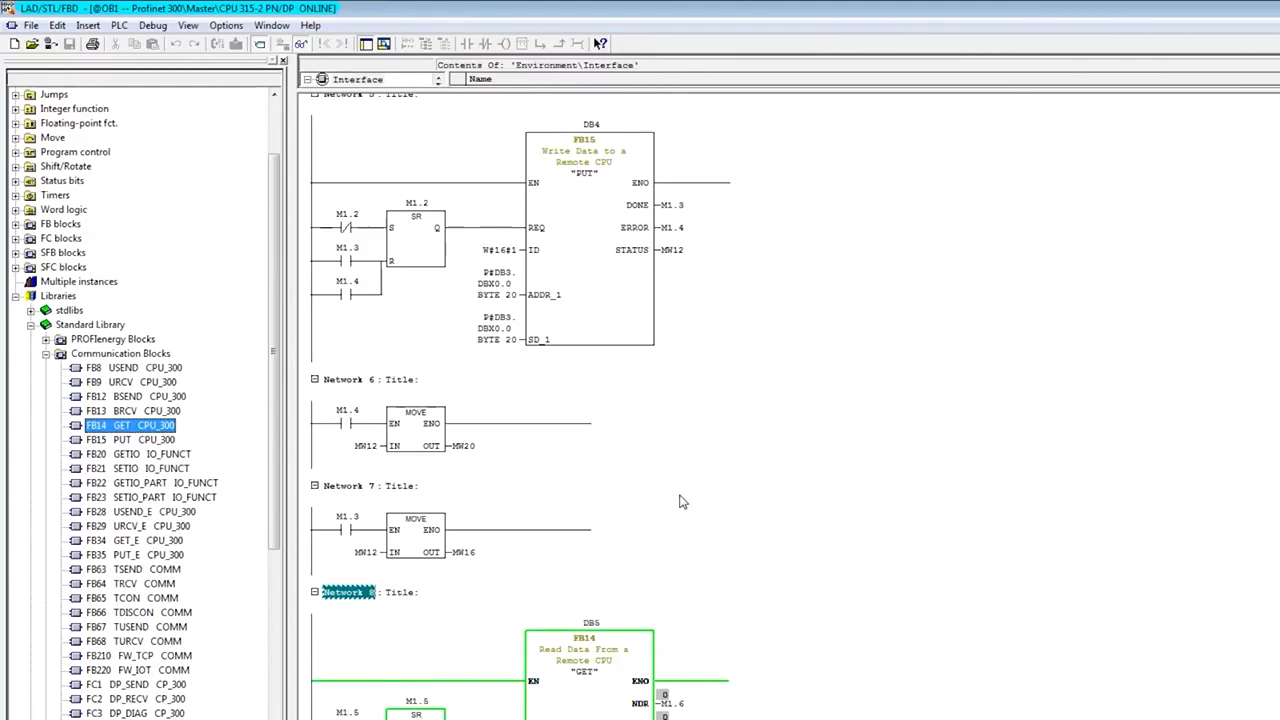 LAD/STL/FBD - [@OB1 -- Profinet 300\Master\CPU 315-2 PN/DP ONLINE]
File Edit Insert PLC Debug View Options Window Help
Contents Of: 'Environment\Interface'
Interface
Name
Jumps
Integer function
Floating-point fct.
Move
Program control
Shift/Rotate
Status bits
Timers
Word logic
FB blocks
FC blocks
SFB blocks
SFC blocks
Multiple instances
Libraries
stdlibs
Standard Library
PROFIenergy Blocks
Communication Blocks
FB8 USEND CPU_300
FB9 URCV CPU_300
FB12 BSEND CPU_300
FB13 BRCV CPU_300
FB14 GET CPU_300
FB15 PUT CPU_300
FB20 GETIO IO_FUNCT
FB21 SETIO IO_FUNCT
FB22 GETIO_PART IO_FUNCT
FB23 SETIO_PART IO_FUNCT
FB28 USEND_E CPU_300
FB29 URCV_E CPU_300
FB34 GET_E CPU_300
FB35 PUT_E CPU_300
FB63 TSEND COMM
FB64 TRCV COMM
FB65 TCON COMM
FB66 TDISCON COMM
FB67 TUSEND COMM
FB68 TURCV COMM
FB210 FW_TCP COMM
FB220 FW_IOT COMM
FC1 DP_SEND CP_300
FC2 DP_RECV CP_300
FC3 DP_DIAG CP_300
Network 5 : Title:
DB4
FB15
Write Data to a
Remote CPU
"PUT"
EN ENO
DONE M1.3
M1.2
M1.2
SR
S Q
REQ ERROR M1.4
M1.3
R
W#16#1 ID STATUS MW12
M1.4
P#DB3.
DBX0.0
BYTE 20 ADDR_1
P#DB3.
DBX0.0
BYTE 20 SD_1
Network 6 : Title:
M1.4
MOVE
EN ENO
MW12 IN OUT MW20
Network 7 : Title:
M1.3
MOVE
EN ENO
MW12 IN OUT MW16
Network 8 : Title:
DB5
FB14
Read Data From a
Remote CPU
"GET"
EN ENO
0
NDR M1.6
M1.5
M1.5
SR
0